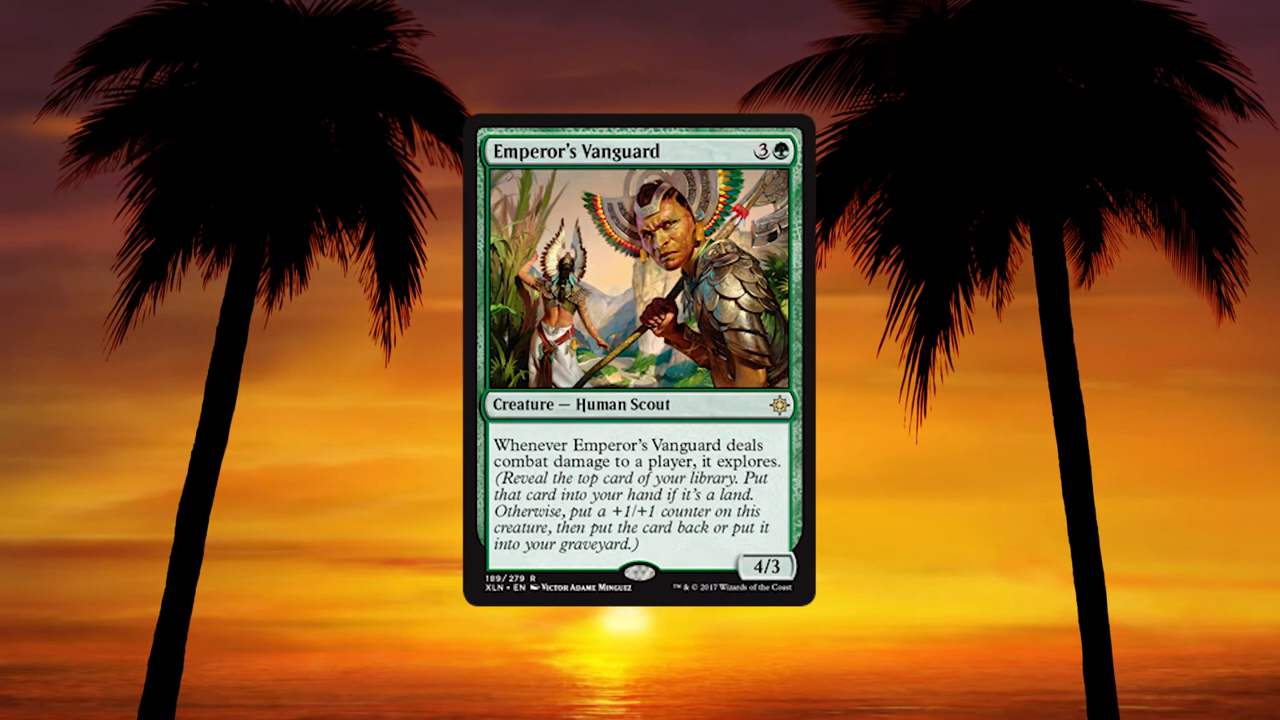 Emperor's Vanguard 3
Creature — Human Scout
Whenever Emperor's Vanguard deals
combat damage to a player, it explores.
(Reveal the top card of your library. Put
that card into your hand if it's a land.
Otherwise, put a +1/+1 counter on this
creature, then put the card back or put it
into your graveyard.)
4/3
189/279 R
XLN • EN Victor Adame Minguez ™ & © 2017 Wizards of the Coast